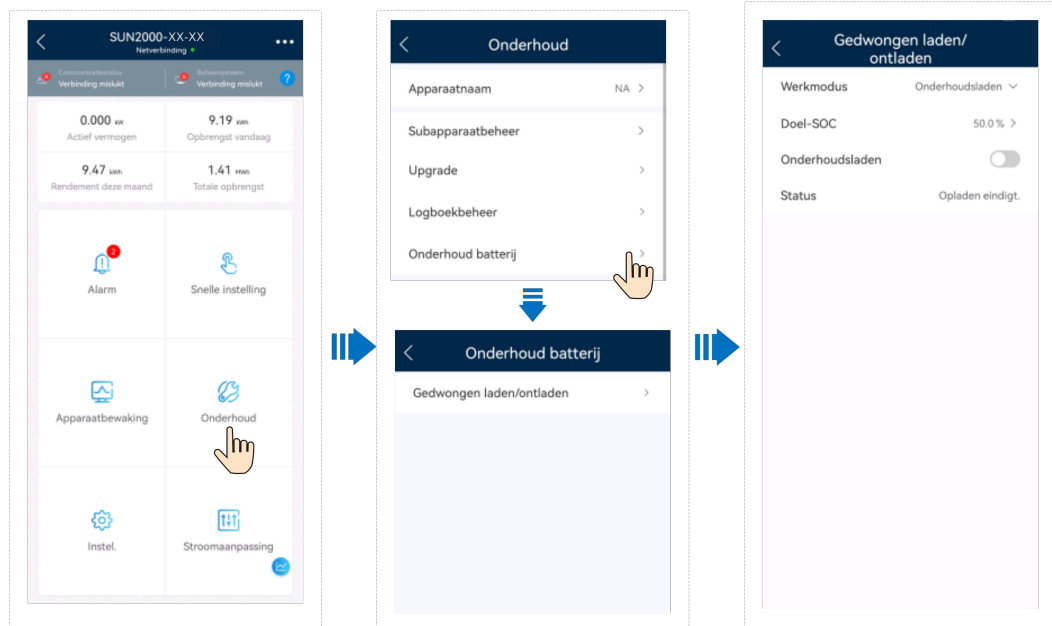 SUN2000-XX-XX
Netverbinding
Communicatiestatus
Verbinding mislukt
Beheersysteem
Verbinding mislukt
?
0.000 kW
Actief vermogen
9.19 kWh
Opbrengst vandaag
9.47 kWh
Rendement deze maand
1.41 MWh
Totale opbrengst
2
Alarm
Snelle instelling
Apparaatbewaking
Onderhoud
Instel.
Stroomaanpassing
Onderhoud
Apparaatnaam NA
Subapparaatbeheer
Upgrade
Logboekbeheer
Onderhoud batterij
Onderhoud batterij
Gedwongen laden/ontladen
Gedwongen laden/
ontladen
Werkmodus Onderhoudsladen
Doel-SOC 50.0 %
Onderhoudsladen
Status Opladen eindigt.